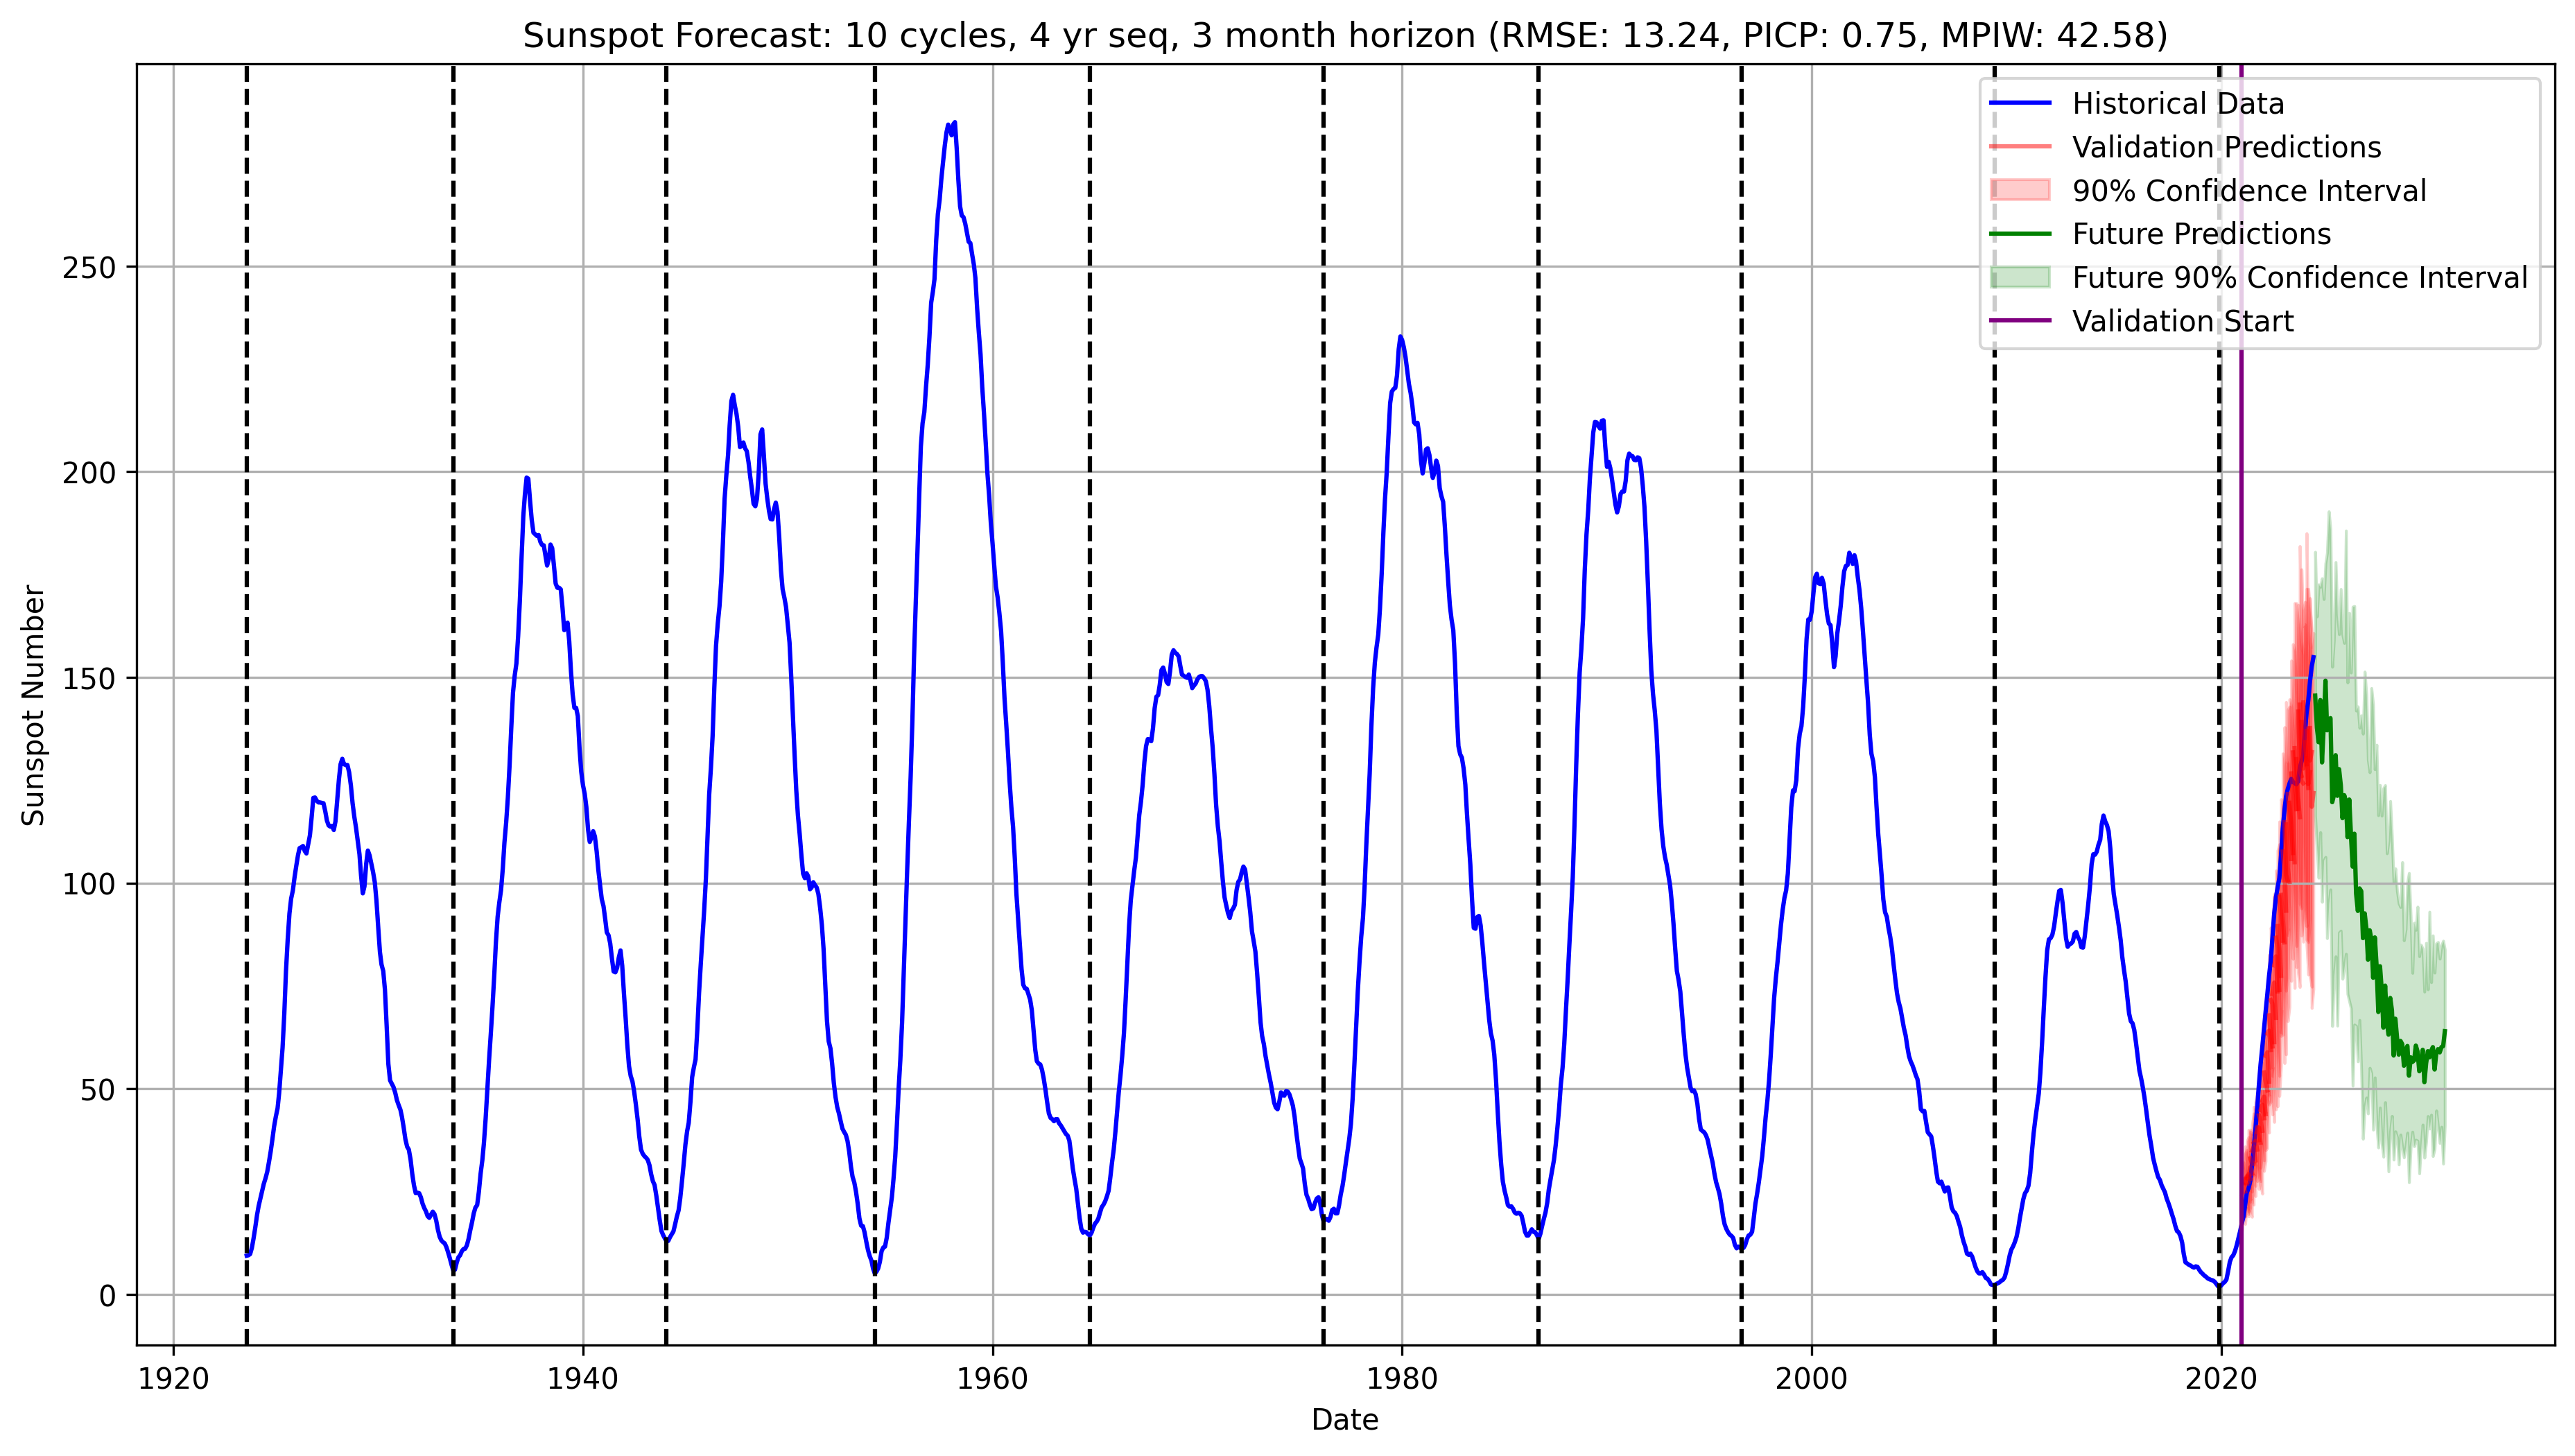 Sunspot Forecast: 10 cycles, 4 yr seq, 3 month horizon (RMSE: 13.24, PICP: 0.75, MPIW: 42.58)
Historical Data
Validation Predictions
90% Confidence Interval
Future Predictions
Future 90% Confidence Interval
Validation Start
Sunspot Number
250
200
150
100
50
0
1920
1940
1960
1980
2000
2020
Date